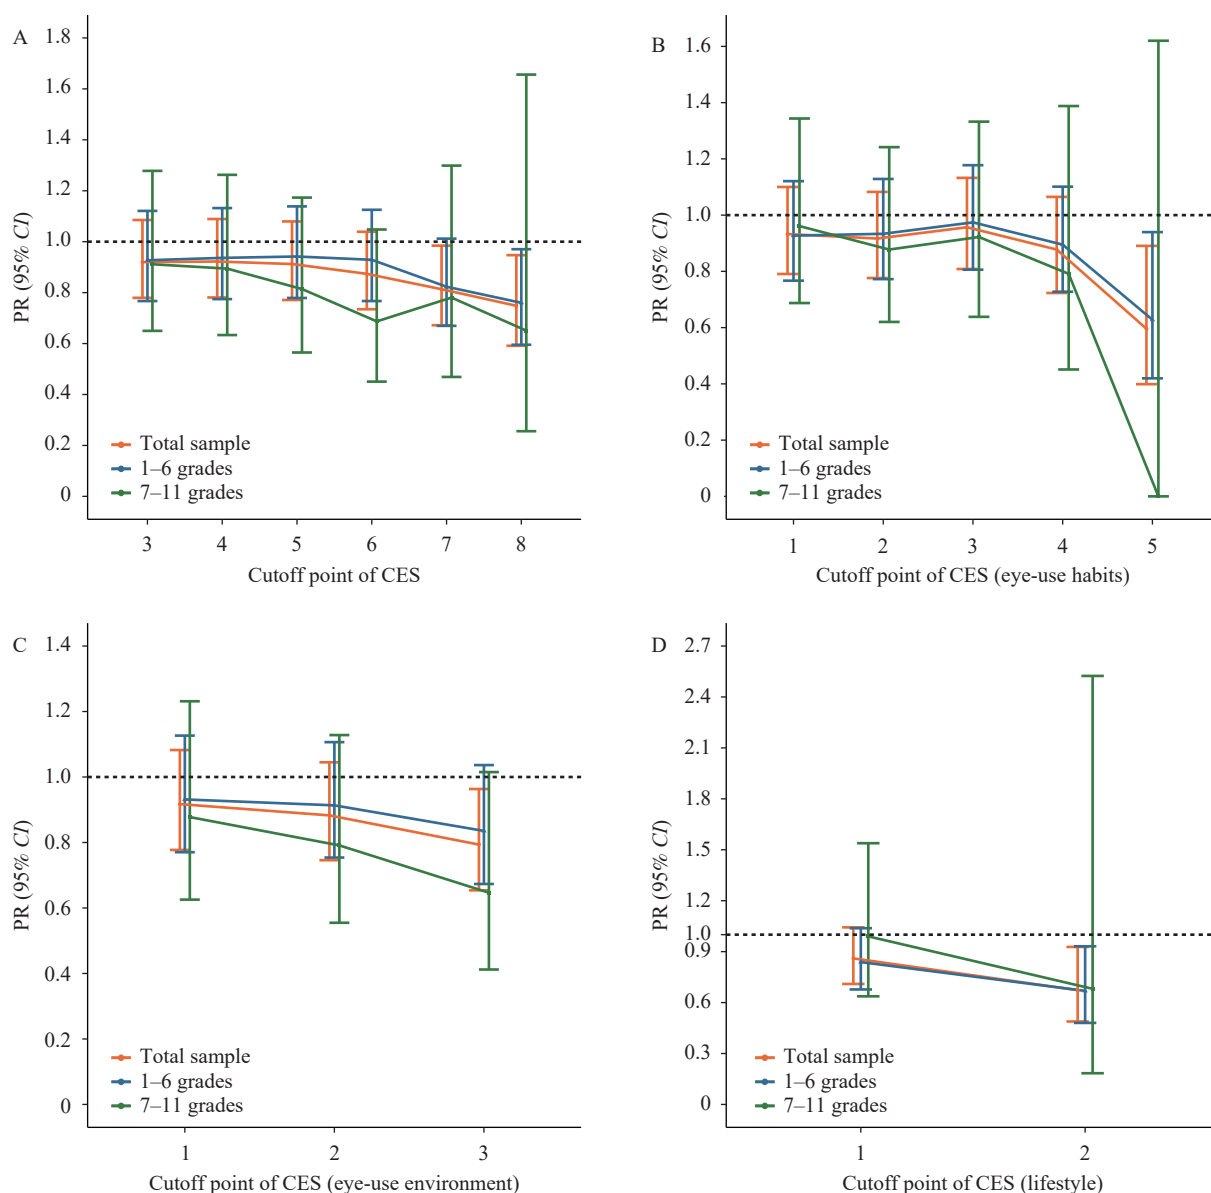 A
1.8
1.6
1.4
1.2
1.0
0.8
0.6
0.4
0.2
0
PR (95% CI)
Total sample
1–6 grades
7–11 grades
3 4 5 6 7 8
Cutoff point of CES
B
1.6
1.4
1.2
1.0
0.8
0.6
0.4
0.2
0
PR (95% CI)
Total sample
1–6 grades
7–11 grades
1 2 3 4 5
Cutoff point of CES (eye-use habits)
C
1.4
1.2
1.0
0.8
0.6
0.4
0.2
0
PR (95% CI)
Total sample
1–6 grades
7–11 grades
1 2 3
Cutoff point of CES (eye-use environment)
D
2.7
2.4
2.1
1.8
1.5
1.2
1.0
0.9
0.6
0.3
0
PR (95% CI)
Total sample
1–6 grades
7–11 grades
1 2
Cutoff point of CES (lifestyle)